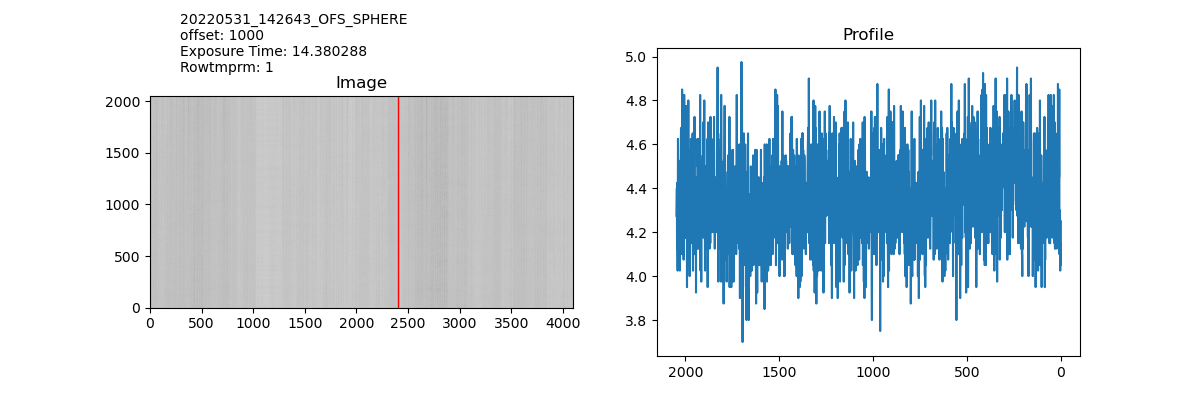 20220531_142643_OFS_SPHERE
offset: 1000
Exposure Time: 14.380288
Rowtmprm: 1
Image
2000
1500
1000
500
0
0 500 1000 1500 2000 2500 3000 3500 4000
Profile
5.0
4.8
4.6
4.4
4.2
4.0
3.8
2000 1500 1000 500 0